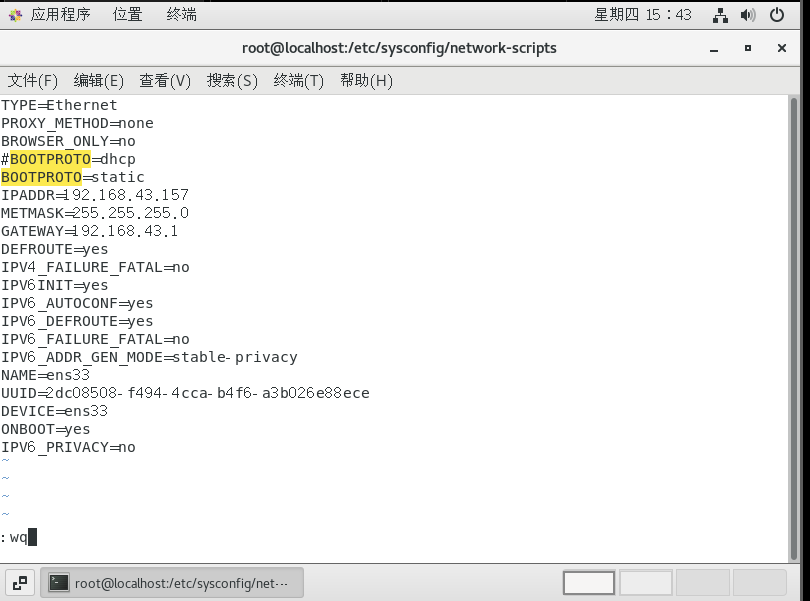 应用程序 位置 终端 星期四 15：43
root@localhost:/etc/sysconfig/network-scripts
文件(F) 编辑(E) 查看(V) 搜索(S) 终端(T) 帮助(H)
TYPE=Ethernet
PROXY_METHOD=none
BROWSER_ONLY=no
#BOOTPROTO=dhcp
BOOTPROTO=static
IPADDR=192.168.43.157
METMASK=255.255.255.0
GATEWAY=192.168.43.1
DEFROUTE=yes
IPV4_FAILURE_FATAL=no
IPV6INIT=yes
IPV6_AUTOCONF=yes
IPV6_DEFROUTE=yes
IPV6_FAILURE_FATAL=no
IPV6_ADDR_GEN_MODE=stable-privacy
NAME=ens33
UUID=2dc08508-f494-4cca-b4f6-a3b026e88ece
DEVICE=ens33
ONBOOT=yes
IPV6_PRIVACY=no
~
~
~
~
:wq
root@localhost:/etc/sysconfig/net···